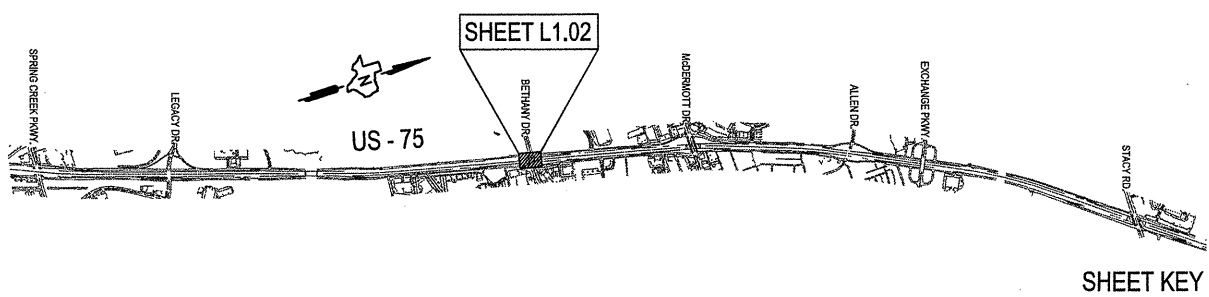 SHEET L1.02
SPRING CREEK PKWY.
LEGACY DR.
N
US - 75
BETHANY DR.
McDERMOTT DR.
ALLEN DR.
EXCHANGE PKWY.
STACY RD.
SHEET KEY